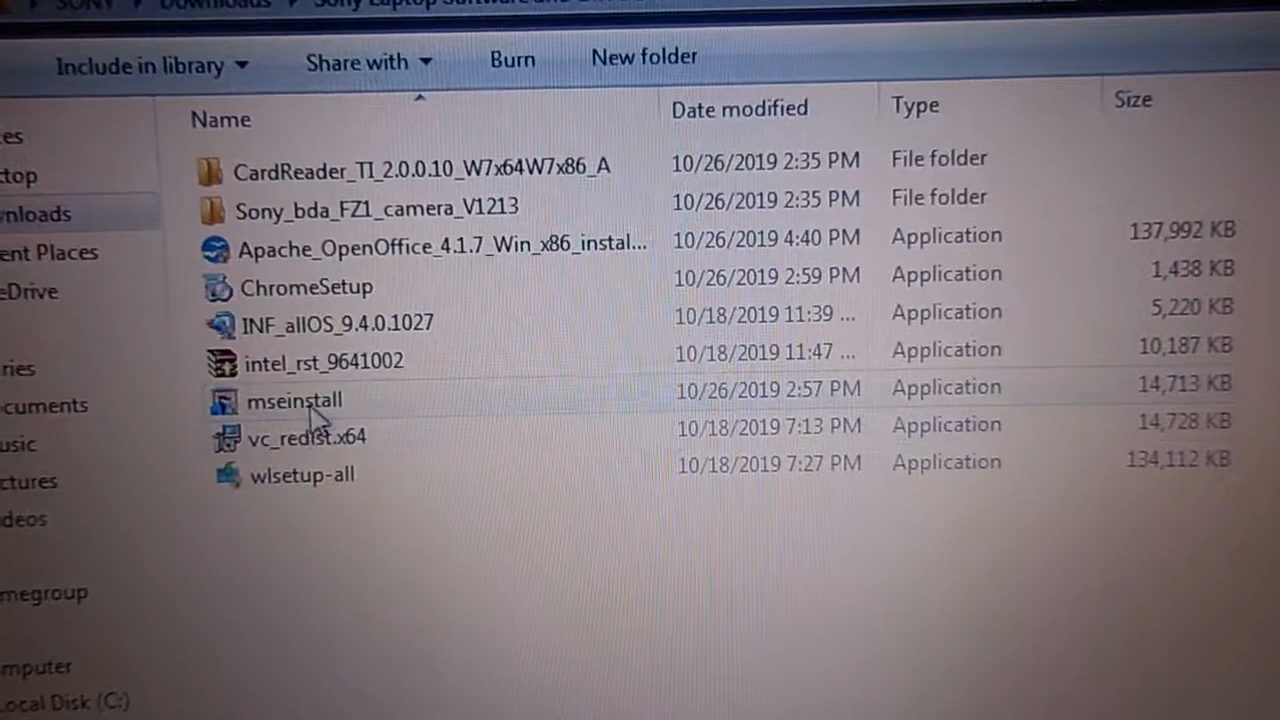 SONY Downloads Sony Laptop Software and
Include in library Share with Burn New folder
Name Date modified Type Size
CardReader_TI_2.0.0.10_W7x64W7x86_A 10/26/2019 2:35 PM File folder
Sony_bda_FZ1_camera_V1213 10/26/2019 2:35 PM File folder
Apache_OpenOffice_4.1.7_Win_x86_instal... 10/26/2019 4:40 PM Application 137,992 KB
ChromeSetup 10/26/2019 2:59 PM Application 1,438 KB
INF_allOS_9.4.0.1027 10/18/2019 11:39 ... Application 5,220 KB
intel_rst_9641002 10/18/2019 11:47 ... Application 10,187 KB
mseinstall 10/26/2019 2:57 PM Application 14,713 KB
vc_redist.x64 10/18/2019 7:13 PM Application 14,728 KB
wlsetup-all 10/18/2019 7:27 PM Application 134,112 KB
es
ctop
wnloads
ent Places
eDrive
ries
cuments
usic
ctures
deos
megroup
mputer
Local Disk (C:)